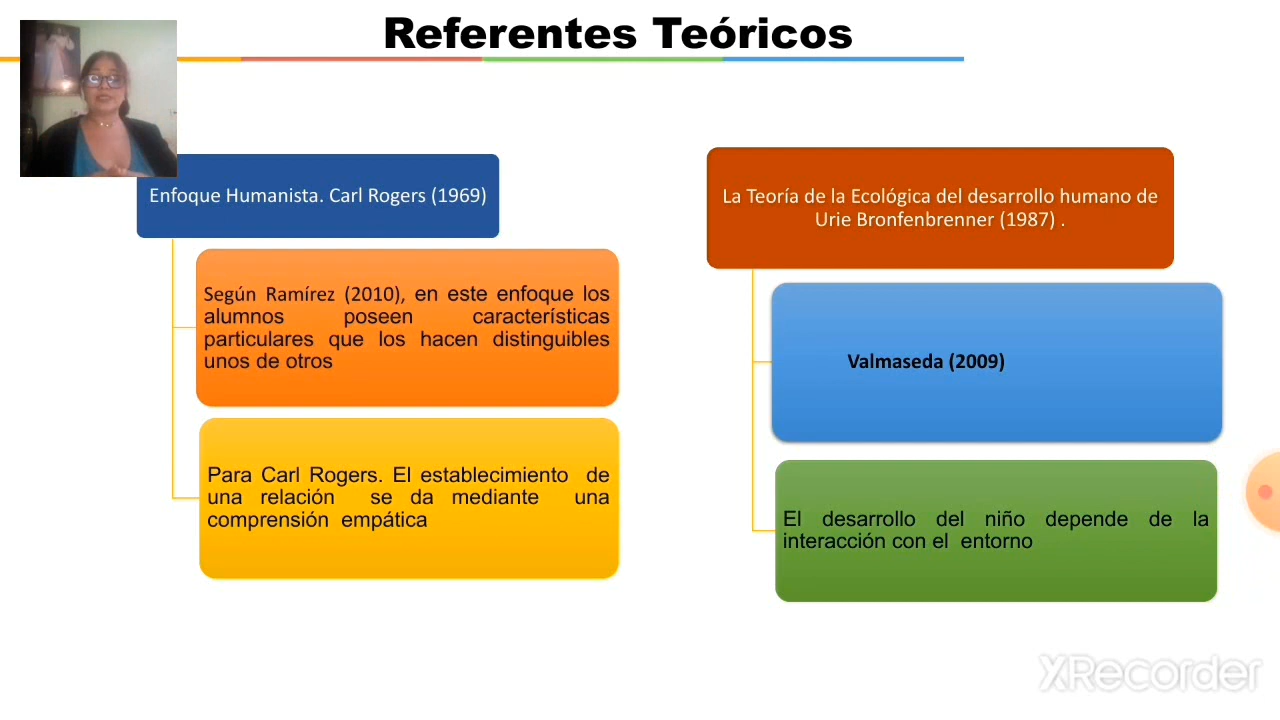 Referentes Teóricos
Enfoque Humanista. Carl Rogers (1969)
Según Ramírez (2010), en este enfoque los
alumnos poseen características
particulares que los hacen distinguibles
unos de otros
Para Carl Rogers. El establecimiento de
una relación se da mediante una
comprensión empática
La Teoría de la Ecológica del desarrollo humano de
Urie Bronfenbrenner (1987) .
Valmaseda (2009)
El desarrollo del niño depende de la
interacción con el entorno
XRecorder